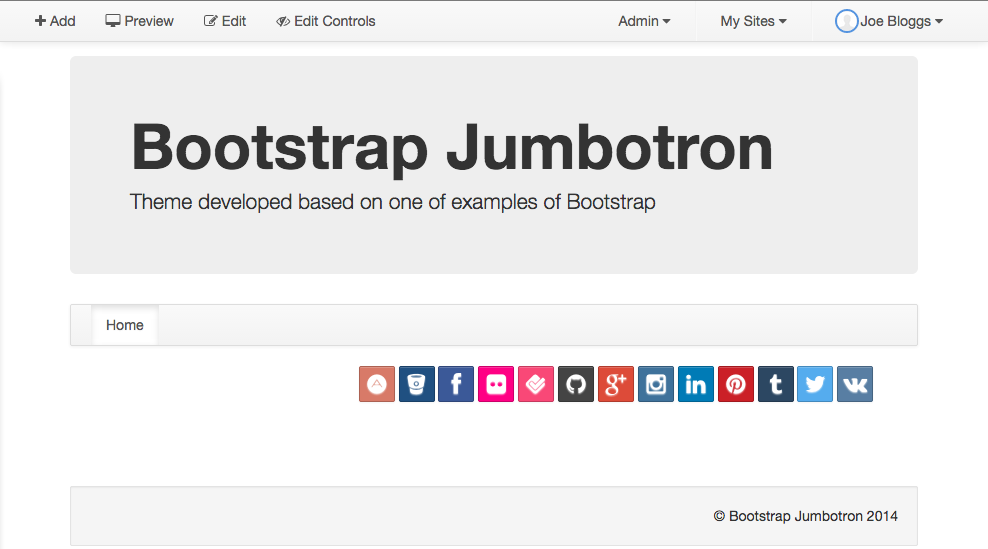 Add Preview Edit Edit Controls Admin My Sites Joe Bloggs
Bootstrap Jumbotron
Theme developed based on one of examples of Bootstrap
Home
© Bootstrap Jumbotron 2014